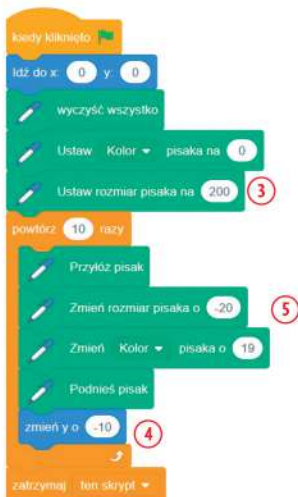 kiedy kliknięto
Idź do x: 0 y: 0
wyczyść wszystko
Ustaw Kolor pisaka na 0
Ustaw rozmiar pisaka na 200 3
powtórz 10 razy
Przyłóż pisak
Zmień rozmiar pisaka o -20 5
Zmień Kolor pisaka o 19
Podnieś pisak
zmień y o -10 4
zatrzymaj ten skrypt